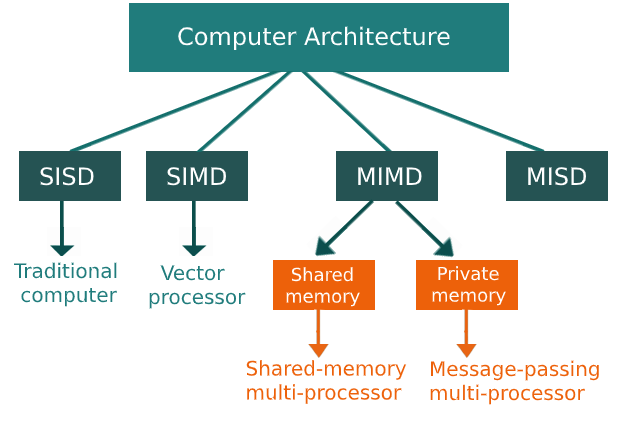 Computer Architecture
SISD
SIMD
MIMD
MISD
Traditional
computer
Vector
processor
Shared
memory
Private
memory
Shared-memory
multi-processor
Message-passing
multi-processor